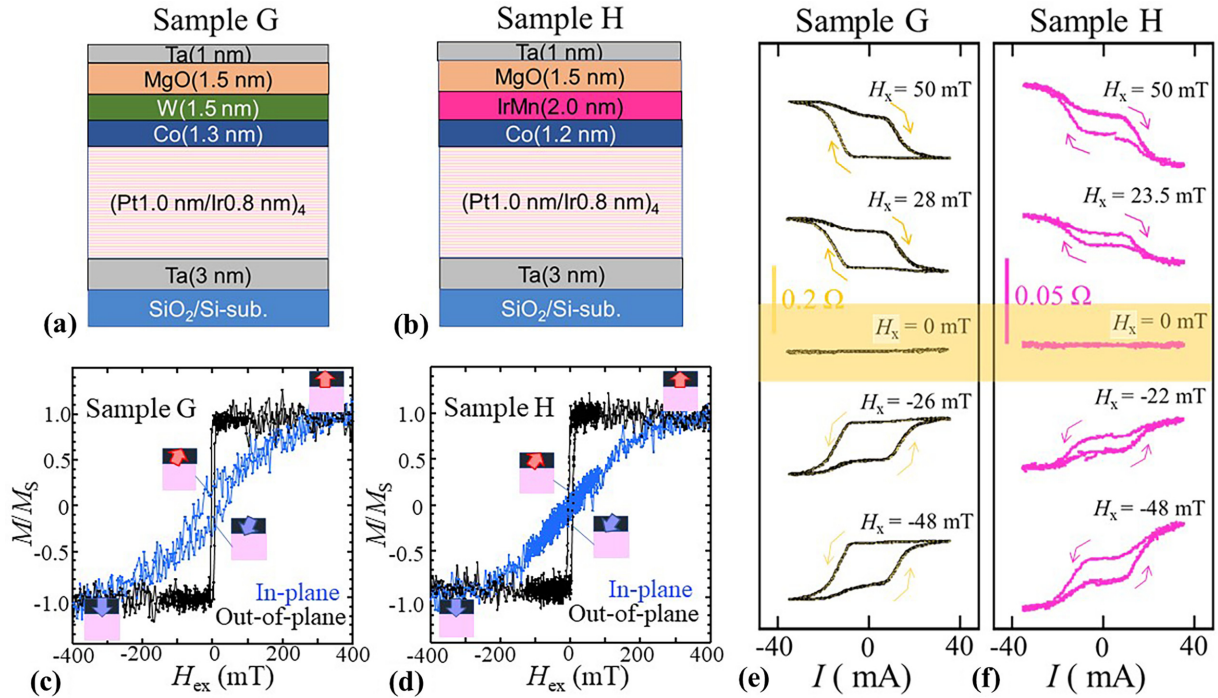 Sample G
Ta(1 nm)
MgO(1.5 nm)
W(1.5 nm)
Co(1.3 nm)
(Pt1.0 nm/Ir0.8 nm)₄
Ta(3 nm)
SiO₂/Si-sub.
(a)
Sample H
Ta(1 nm)
MgO(1.5 nm)
IrMn(2.0 nm)
Co(1.2 nm)
(Pt1.0 nm/Ir0.8 nm)₄
Ta(3 nm)
SiO₂/Si-sub.
(b)
Sample G
1.0
0.5
0
-0.5
-1.0
M/Mₛ
In-plane
Out-of-plane
-400 -200 0 200 400
Hₑₓ (mT)
(c)
Sample H
1.0
0.5
0
-0.5
-1.0
M/Mₛ
In-plane
Out-of-plane
-400 -200 0 200 400
Hₑₓ (mT)
(d)
Sample G
Hₓ = 50 mT
Hₓ = 28 mT
0.2 Ω
Hₓ = 0 mT
Hₓ = -26 mT
Hₓ = -48 mT
-40 0 40
I ( mA)
(e)
Sample H
Hₓ = 50 mT
Hₓ = 23.5 mT
0.05 Ω
Hₓ = 0 mT
Hₓ = -22 mT
Hₓ = -48 mT
-40 0 40
I ( mA)
(f)